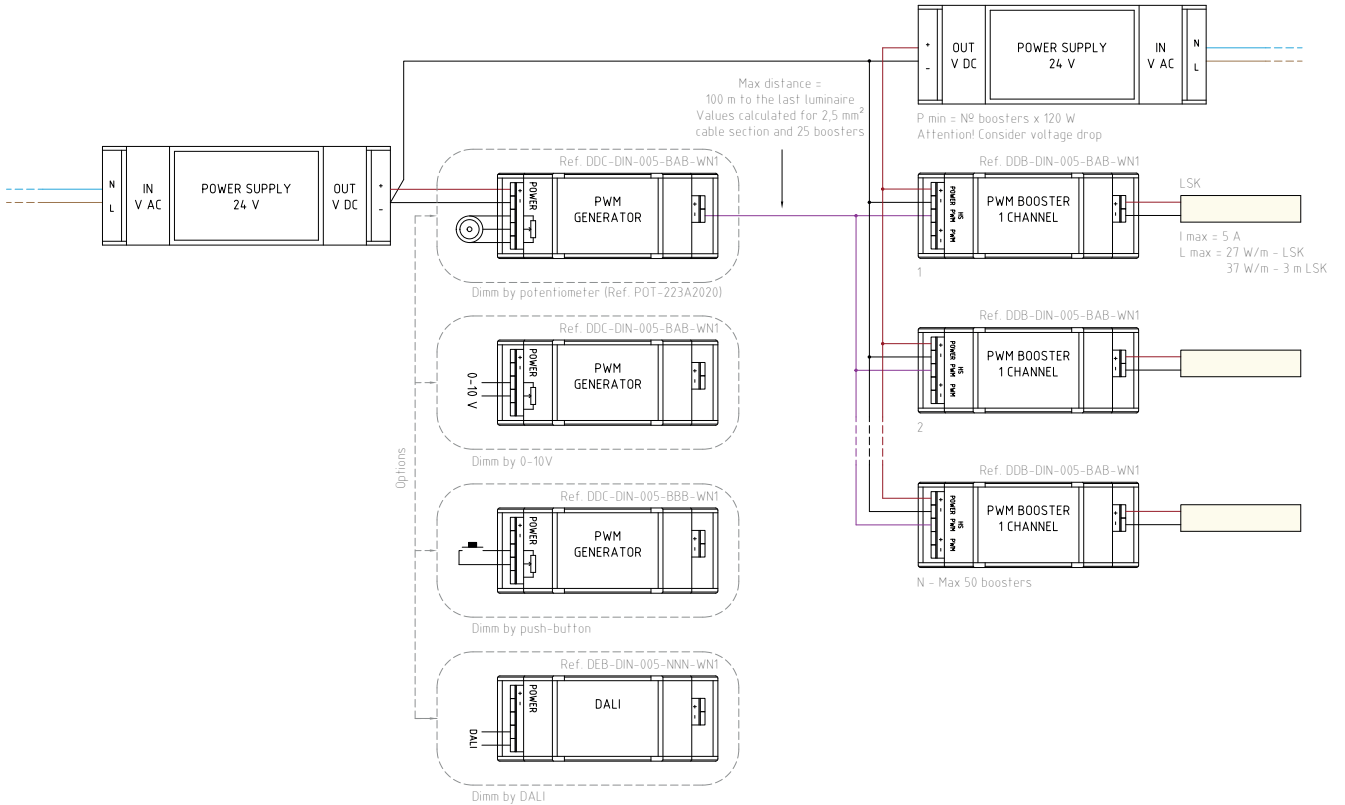 N
L
IN
V AC
POWER SUPPLY
24 V
OUT
V DC
+
-
+
-
OUT
V DC
POWER SUPPLY
24 V
IN
V AC
N
L
P min = Nº boosters x 120 W
Attention! Consider voltage drop
Max distance =
100 m to the last luminaire
Values calculated for 2,5 mm²
cable section and 25 boosters
Ref. DDC-DIN-005-BAB-WN1
+
-
POWER
PWM
GENERATOR
+
-
Dimm by potentiometer (Ref. POT-223A2020)
Ref. DDC-DIN-005-BAB-WN1
0-10 V
+
-
POWER
PWM
GENERATOR
+
-
Dimm by 0-10V
Options
Ref. DDC-DIN-005-BBB-WN1
+
-
POWER
PWM
GENERATOR
+
-
Dimm by push-button
Ref. DEB-DIN-005-NNN-WN1
DALI
+
-
POWER
DALI
+
-
Dimm by DALI
Ref. DDB-DIN-005-BAB-WN1
+
-
+
-
POWER
HS
PWM
PWM
PWM BOOSTER
1 CHANNEL
+
-
1
LSK
I max = 5 A
L max = 27 W/m - LSK
37 W/m - 3 m LSK
Ref. DDB-DIN-005-BAB-WN1
+
-
+
-
POWER
HS
PWM
PWM
PWM BOOSTER
1 CHANNEL
+
-
2
Ref. DDB-DIN-005-BAB-WN1
+
-
+
-
POWER
HS
PWM
PWM
PWM BOOSTER
1 CHANNEL
+
-
N - Max 50 boosters